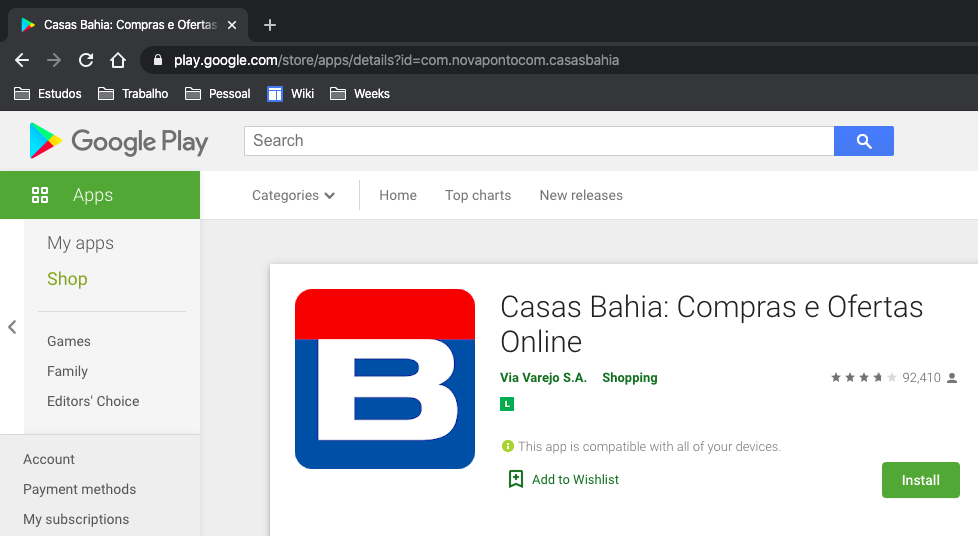 Casas Bahia: Compras e Ofertas
play.google.com/store/apps/details?id=com.novapontocom.casasbahia
Estudos Trabalho Pessoal Wiki Weeks
Google Play Search
Apps Categories Home Top charts New releases
My apps
Shop
Games
Family
Editors' Choice
Account
Payment methods
My subscriptions
B
Casas Bahia: Compras e Ofertas
Online
Via Varejo S.A. Shopping 92,410
L
This app is compatible with all of your devices.
Add to Wishlist Install